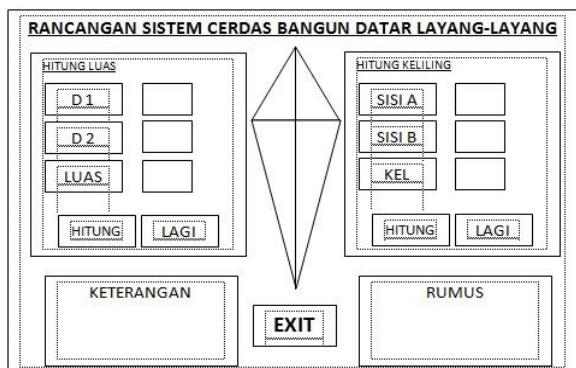 RANCANGAN SISTEM CERDAS BANGUN DATAR LAYANG-LAYANG
HITUNG LUAS
D 1
D 2
LUAS
HITUNG LAGI
HITUNG KELILING
SISI A
SISI B
KEL
HITUNG LAGI
KETERANGAN
EXIT
RUMUS